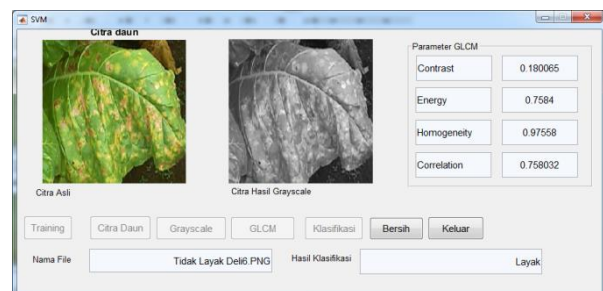 SVM
Citra daun
Citra Asli
Citra Hasil Grayscale
Parameter GLCM
Contrast 0.180065
Energy 0.7584
Homogeneity 0.97558
Correlation 0.758032
Training Citra Daun Grayscale GLCM Klasifikasi Bersih Keluar
Nama File Tidak Layak Deli6.PNG Hasil Klasifikasi Layak